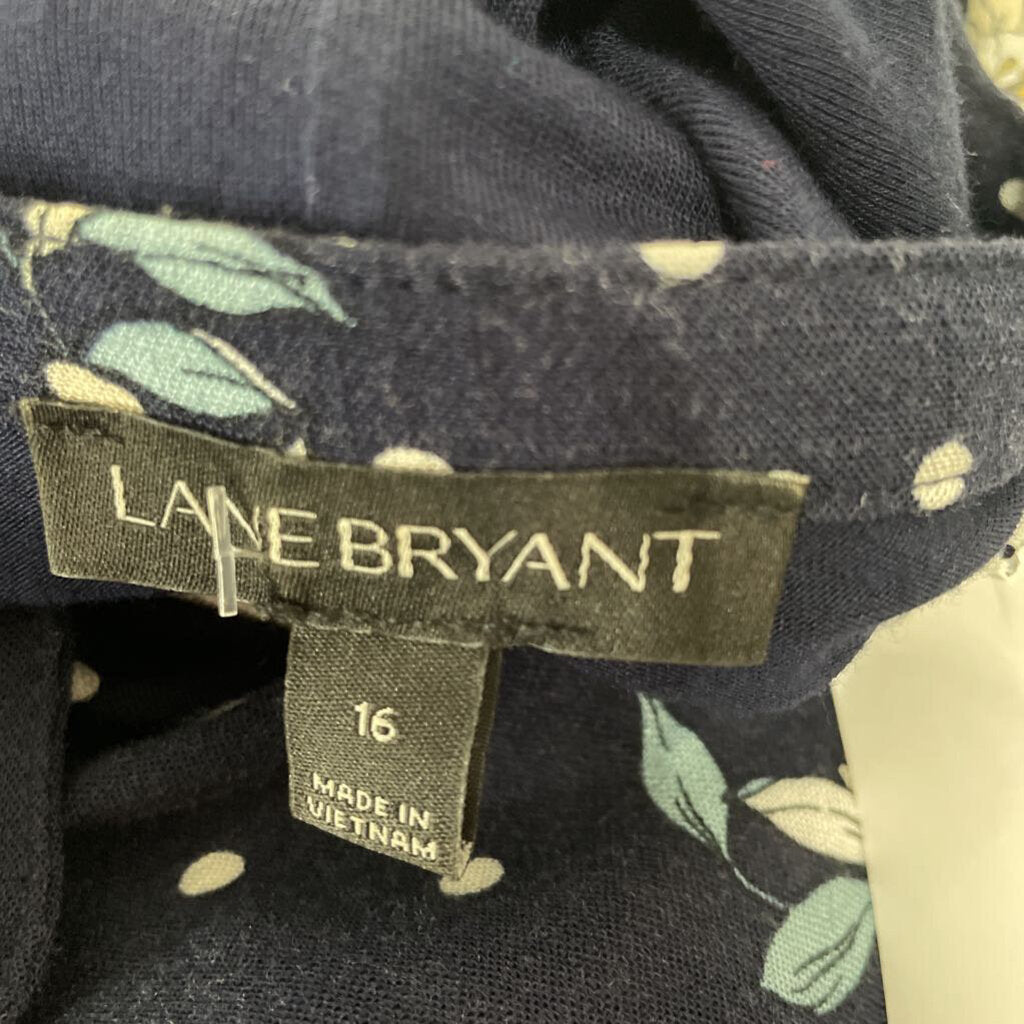 LANE BRYANT
16
MADE IN
VIETNAM